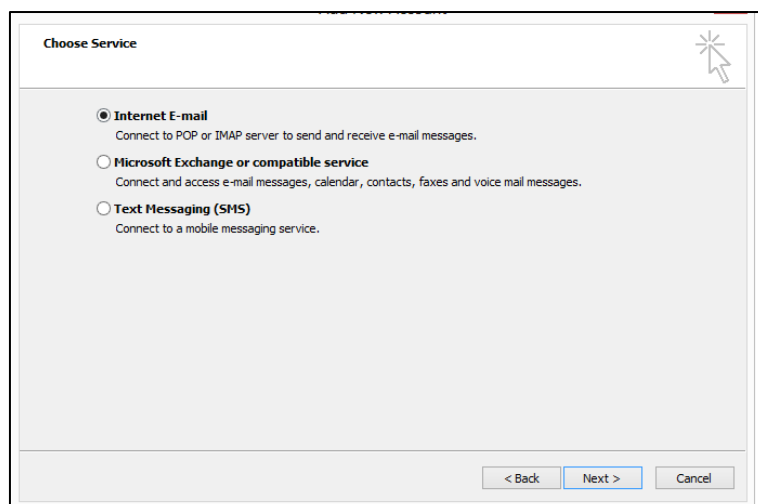 Choose Service
Internet E-mail
Connect to POP or IMAP server to send and receive e-mail messages.
Microsoft Exchange or compatible service
Connect and access e-mail messages, calendar, contacts, faxes and voice mail messages.
Text Messaging (SMS)
Connect to a mobile messaging service.
< Back Next > Cancel